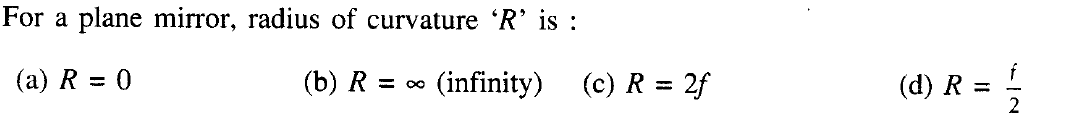 For a plane mirror, radius of curvature ‘R’ is :
(a) R = 0 (b) R = ∞ (infinity) (c) R = 2f (d) R = f/2